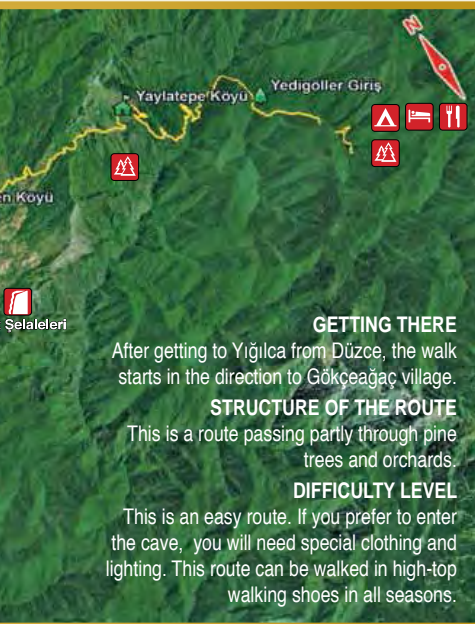 N
Yaylatepe Köyü
Yedigöller Giriş
en Köyü
Şelaleleri
GETTING THERE
After getting to Yığılca from Düzce, the walk
starts in the direction to Gökçeağaç village.
STRUCTURE OF THE ROUTE
This is a route passing partly through pine
trees and orchards.
DIFFICULTY LEVEL
This is an easy route. If you prefer to enter
the cave, you will need special clothing and
lighting. This route can be walked in high-top
walking shoes in all seasons.